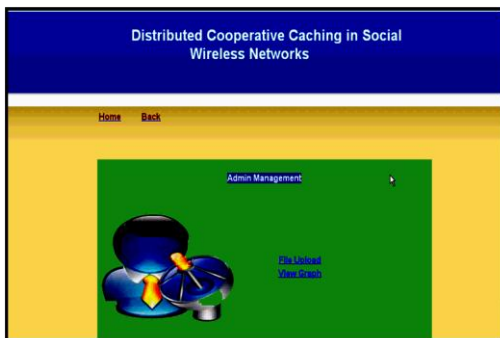 Distributed Cooperative Caching in Social
Wireless Networks
Home Back
Admin Management
File Upload
View Graph